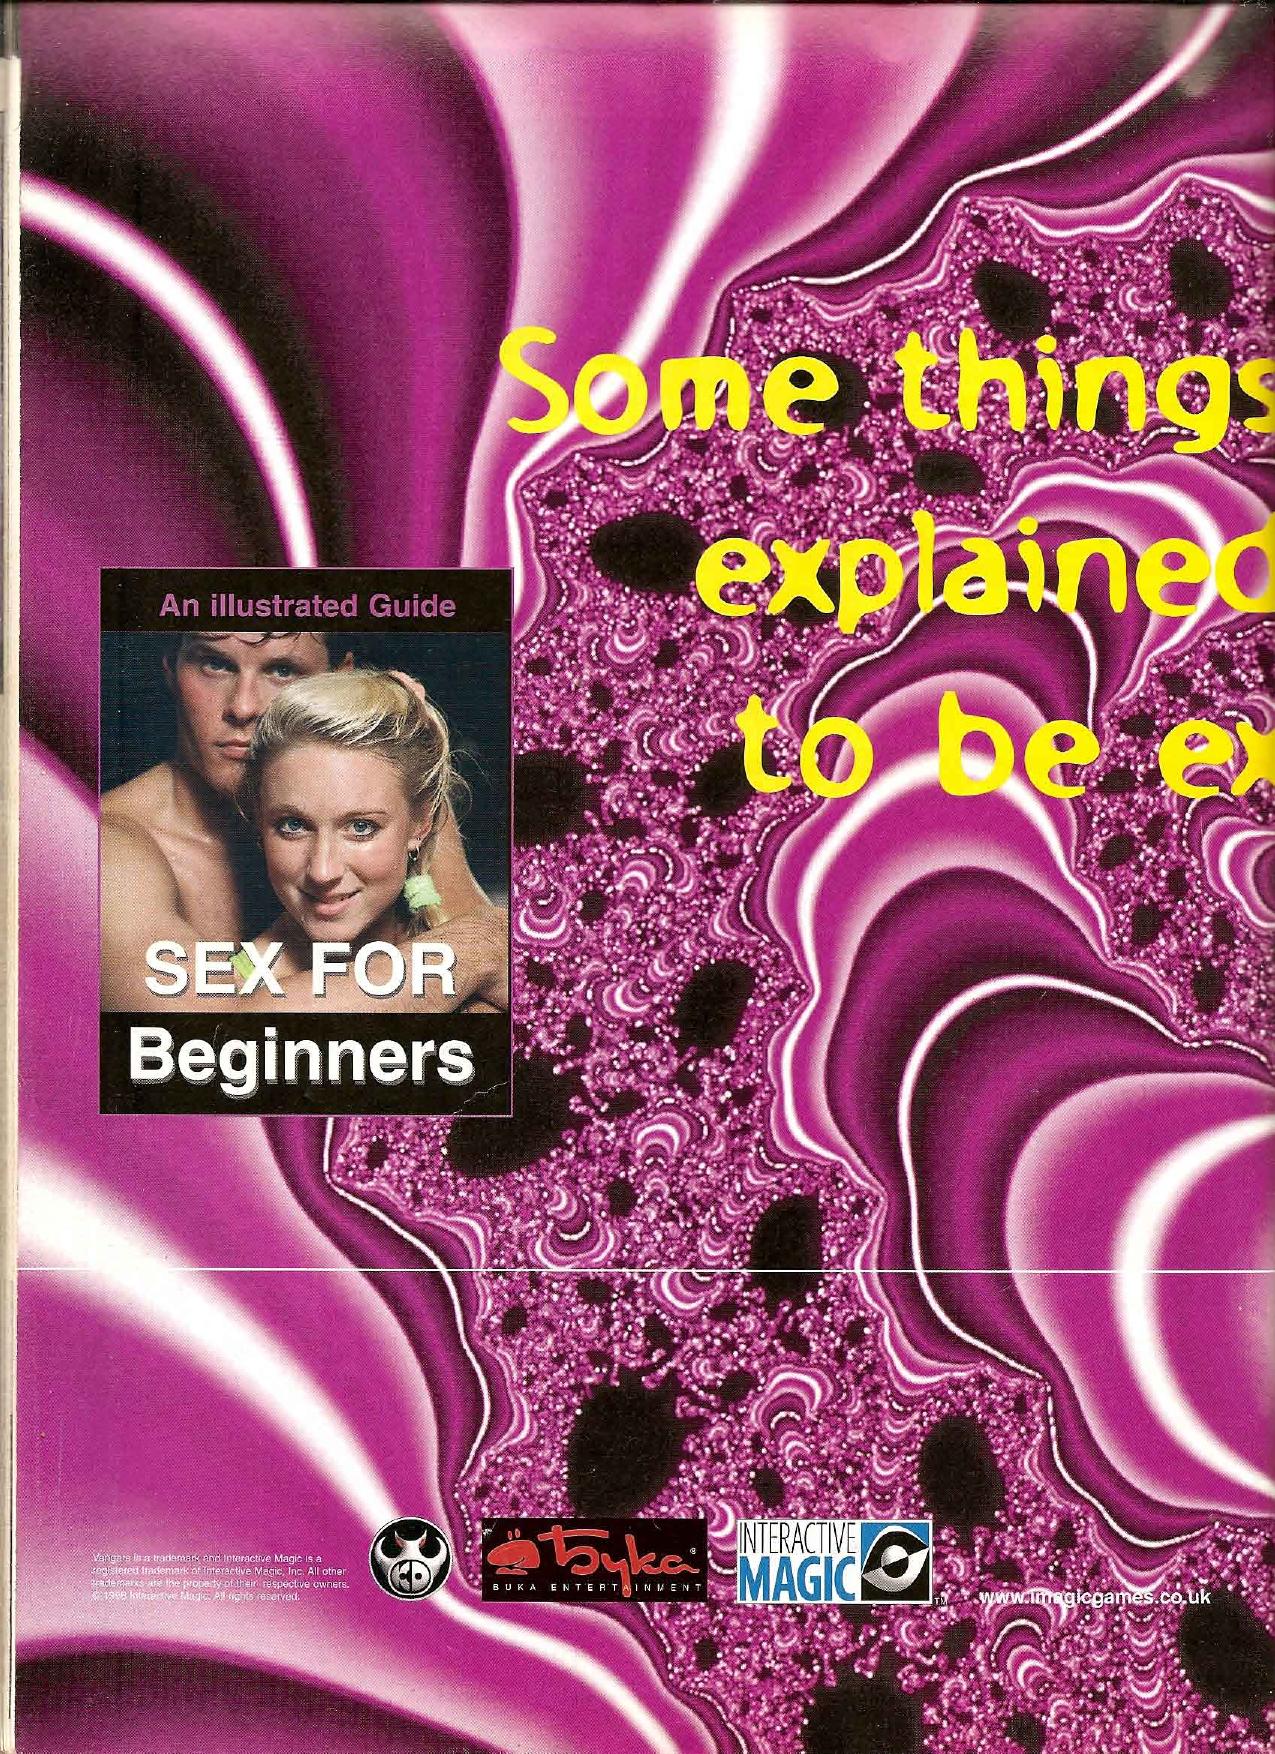 Some things
explained
to be ex
An illustrated Guide
SEX FOR
Beginners
Vangers is a trademark and Interactive Magic is a
registered trademark of Interactive Magic, Inc. All other
trademarks are the property of their respective owners.
© 1998 Interactive Magic. All rights reserved.
Бука®
BUKA ENTERTAINMENT
INTERACTIVE
MAGIC
TM
www.imagicgames.co.uk